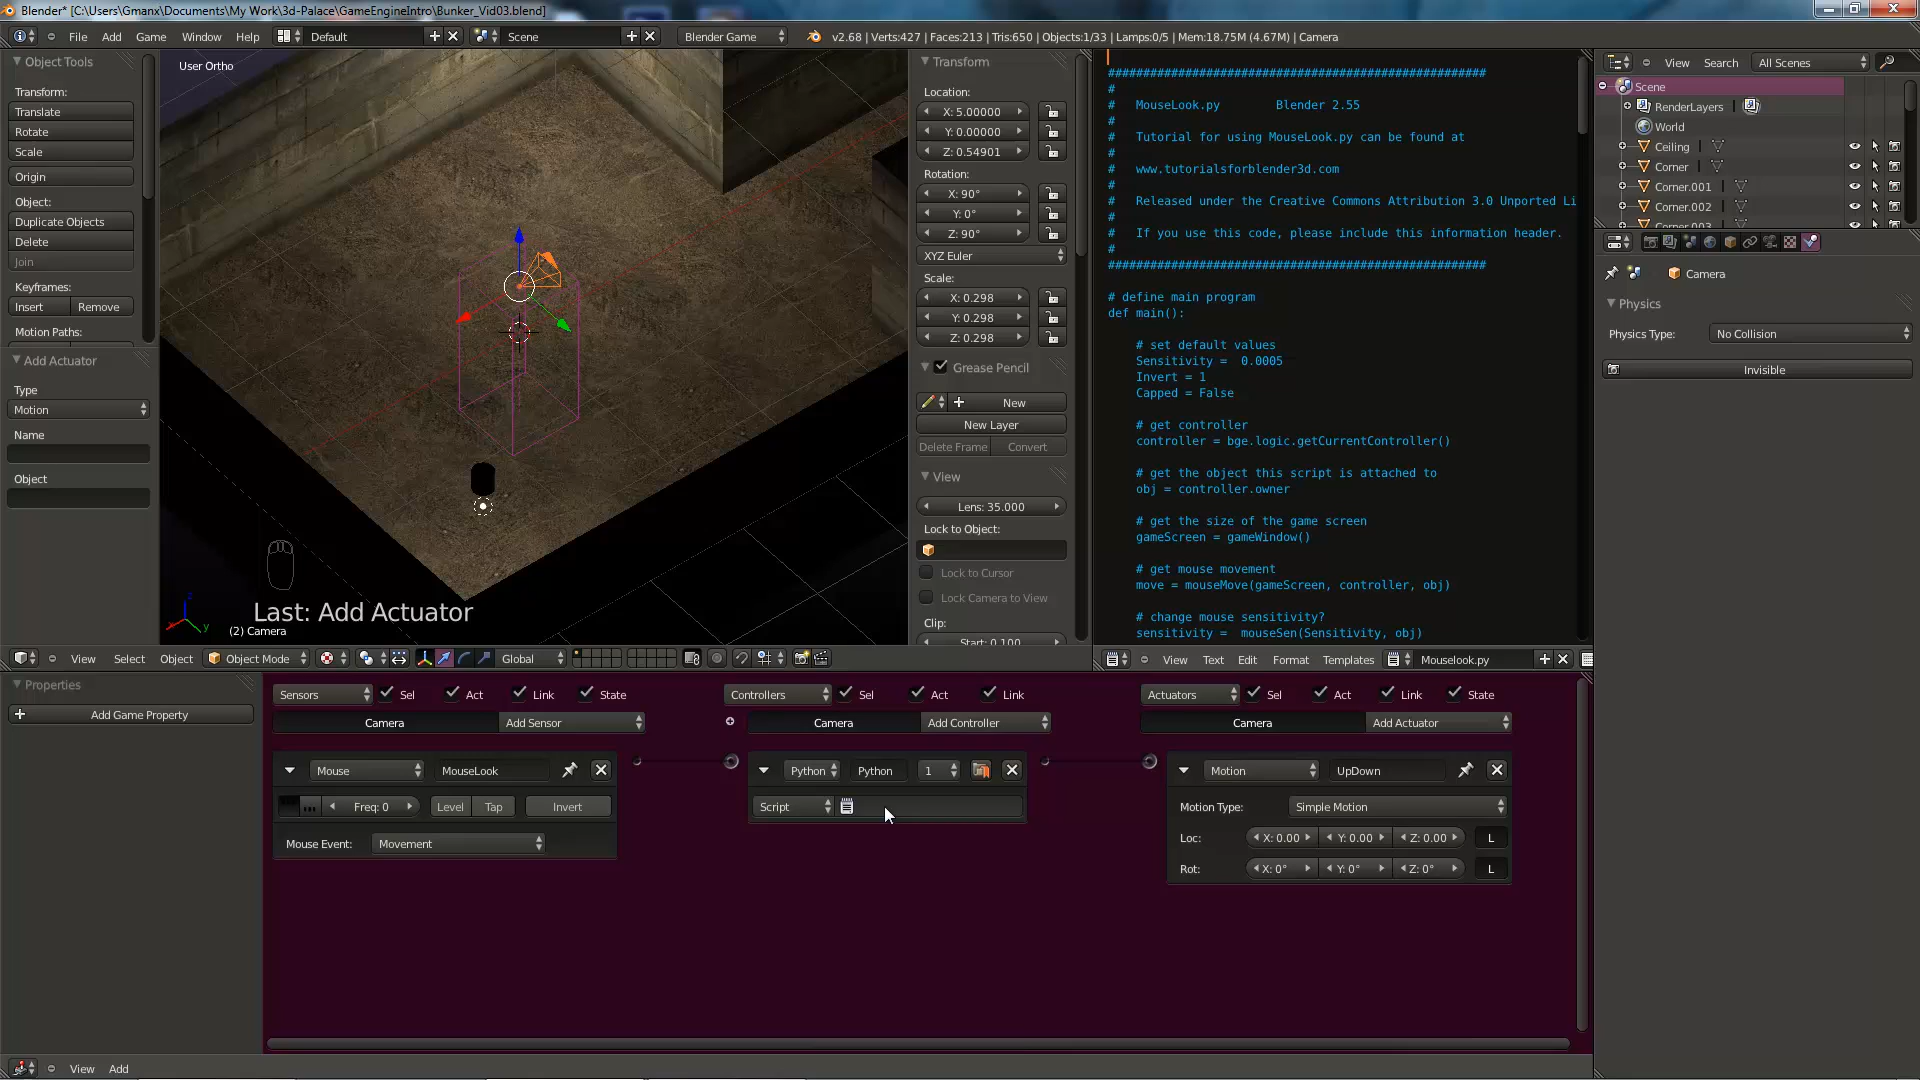 Blender* [C:\Users\Gmanx\Documents\My Work\3d-Palace\GameEngineIntro\Bunker_Vid03.blend]
File Add Game Window Help Default Scene Blender Game v2.68 | Verts:427 | Faces:213 | Tris:650 | Objects:1/33 | Lamps:0/5 | Mem:18.75M (4.67M) | Camera
Object Tools
Transform:
Translate
Rotate
Scale
Origin
Object:
Duplicate Objects
Delete
Join
Keyframes:
Insert Remove
Motion Paths:
Add Actuator
Type
Motion
Name
Object
User Ortho
Last: Add Actuator
(2) Camera
Transform
Location:
X: 5.00000
Y: 0.00000
Z: 0.54901
Rotation:
X: 90°
Y: 0°
Z: 90°
XYZ Euler
Scale:
X: 0.298
Y: 0.298
Z: 0.298
Grease Pencil
New
New Layer
Delete Frame Convert
View
Lens: 35.000
Lock to Object:
Lock to Cursor
Lock Camera to View
Clip:
Start: 0.100
######################################################
#
# MouseLook.py Blender 2.55
#
# Tutorial for using MouseLook.py can be found at
#
# www.tutorialsforblender3d.com
#
# Released under the Creative Commons Attribution 3.0 Unported Li
#
# If you use this code, please include this information header.
#
######################################################
# define main program
def main():
# set default values
Sensitivity = 0.0005
Invert = 1
Capped = False
# get controller
controller = bge.logic.getCurrentController()
# get the object this script is attached to
obj = controller.owner
# get the size of the game screen
gameScreen = gameWindow()
# get mouse movement
move = mouseMove(gameScreen, controller, obj)
# change mouse sensitivity?
sensitivity = mouseSen(Sensitivity, obj)
View Search All Scenes
Scene
RenderLayers
World
Ceiling
Corner
Corner.001
Corner.002
Corner.003
Camera
Physics
Physics Type: No Collision
Invisible
View Select Object Object Mode Global
View Text Edit Format Templates Mouselook.py
Properties
Add Game Property
Sensors Sel Act Link State
Camera Add Sensor
Mouse MouseLook
Freq: 0 Level Tap Invert
Mouse Event: Movement
Controllers Sel Act Link
Camera Add Controller
Python Python 1
Script
Actuators Sel Act Link State
Camera Add Actuator
Motion UpDown
Motion Type: Simple Motion
Loc: X: 0.00 Y: 0.00 Z: 0.00 L
Rot: X: 0° Y: 0° Z: 0° L
View Add